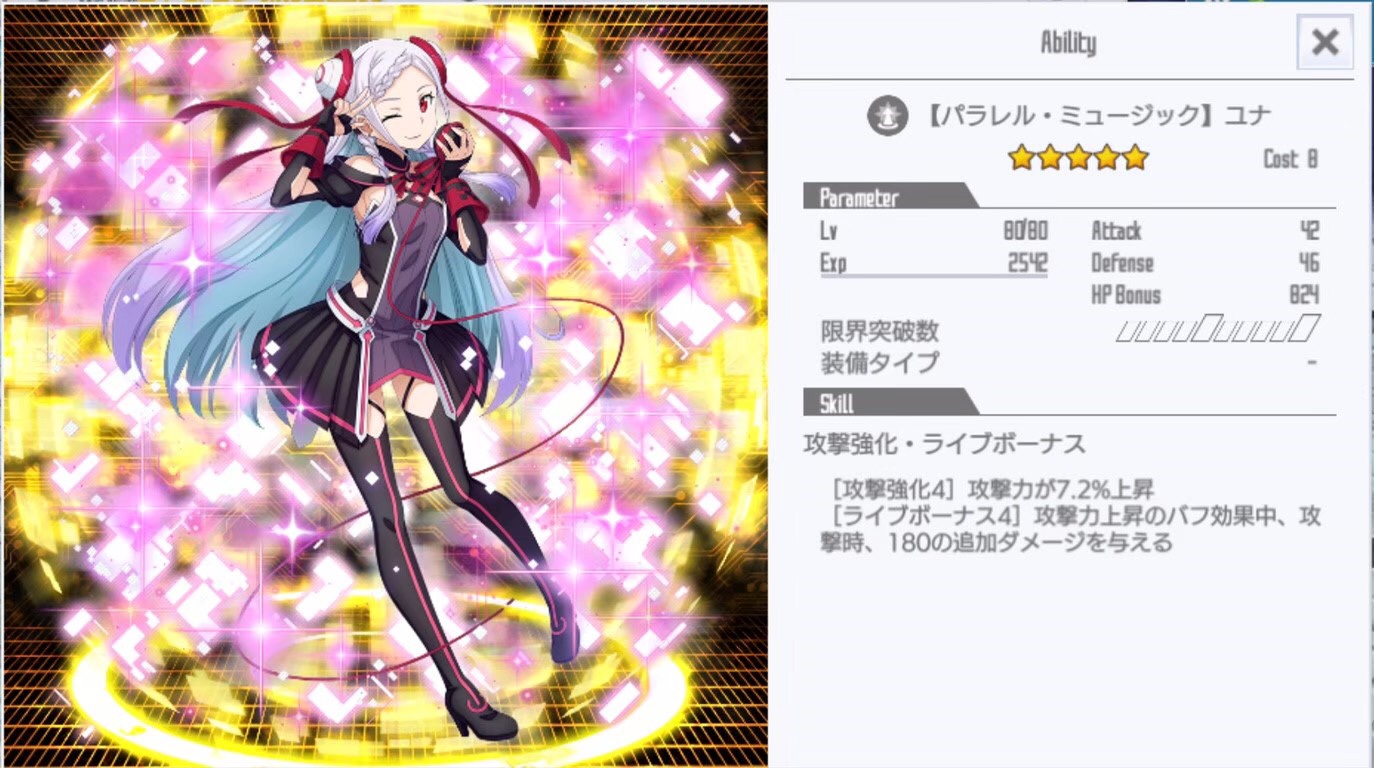 Ability
【パラレル・ミュージック】ユナ
Cost 8
Parameter
Lv 80/80 Attack 42
Exp 2542 Defense 46
HP Bonus 824
限界突破数
装備タイプ -
Skill
攻撃強化・ライブボーナス
［攻撃強化4］攻撃力が7.2%上昇
［ライブボーナス4］攻撃力上昇のバフ効果中、攻
撃時、180の追加ダメージを与える